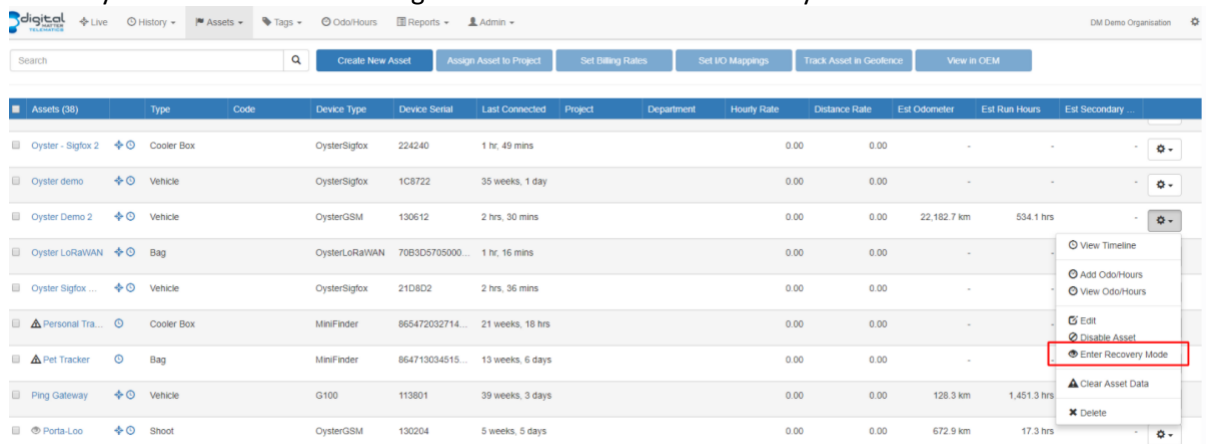 digital MATTER TELEMATICS Live History Assets Tags Odo/Hours Reports Admin DM Demo Organisation
Search Create New Asset Assign Asset to Project Set Billing Rates Set I/O Mappings Track Asset in Geofence View in OEM
Assets (38) Type Code Device Type Device Serial Last Connected Project Department Hourly Rate Distance Rate Est Odometer Est Run Hours Est Secondary ...
Oyster - Sigfox 2 Cooler Box OysterSigfox 224240 1 hr, 49 mins 0.00 0.00 - - -
Oyster demo Vehicle OysterSigfox 1C8722 35 weeks, 1 day 0.00 0.00 - - -
Oyster Demo 2 Vehicle OysterGSM 130612 2 hrs, 30 mins 0.00 0.00 22,182.7 km 534.1 hrs -
Oyster LoRaWAN Bag OysterLoRaWAN 70B3D5705000... 1 hr, 16 mins 0.00 0.00 - -
Oyster Sigfox ... Vehicle OysterSigfox 21D8D2 2 hrs, 36 mins 0.00 0.00 - -
Personal Tra... Cooler Box MiniFinder 865472032714... 21 weeks, 18 hrs 0.00 0.00 - -
Pet Tracker Bag MiniFinder 864713034515... 13 weeks, 6 days 0.00 0.00 - -
Ping Gateway Vehicle G100 113801 39 weeks, 3 days 0.00 0.00 128.3 km 1,451.3 hrs
Porta-Loo Shoot OysterGSM 130204 5 weeks, 5 days 0.00 0.00 672.9 km 17.3 hrs -
View Timeline
Add Odo/Hours
View Odo/Hours
Edit
Disable Asset
Enter Recovery Mode
Clear Asset Data
Delete